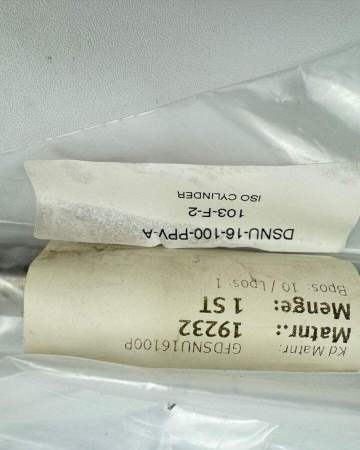 Kd Matnr: GFDSNU16100P
Matnr.: 19232
Menge: 1 ST
Bpos: 10 / Lpos: 1
DSNU-16-100-PPV-A
103-F-2
ISO CYLINDER